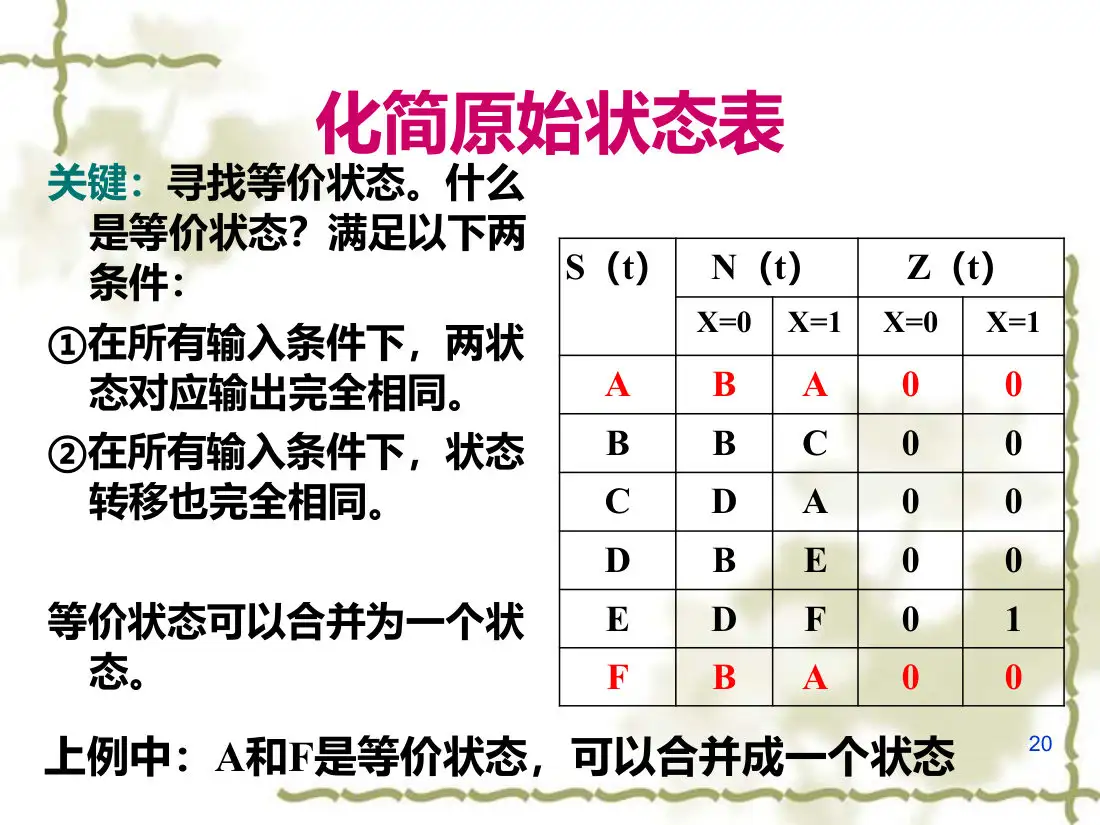 化简原始状态表
关键：寻找等价状态。什么
是等价状态？满足以下两
条件：
①在所有输入条件下，两状
态对应输出完全相同。
②在所有输入条件下，状态
转移也完全相同。
等价状态可以合并为一个状
态。
S（t） N（t） Z（t）
X=0 X=1 X=0 X=1
A B A 0 0
B B C 0 0
C D A 0 0
D B E 0 0
E D F 0 1
F B A 0 0
上例中：A和F是等价状态，可以合并成一个状态
20